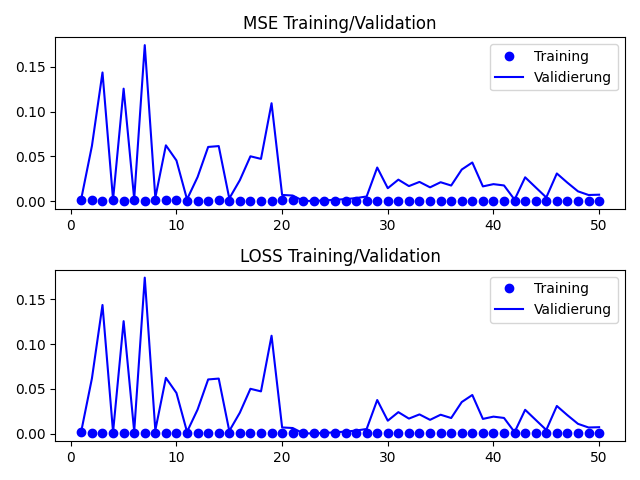 MSE Training/Validation
Training
Validierung
0.15
0.10
0.05
0.00
0 10 20 30 40 50
LOSS Training/Validation
Training
Validierung
0.15
0.10
0.05
0.00
0 10 20 30 40 50